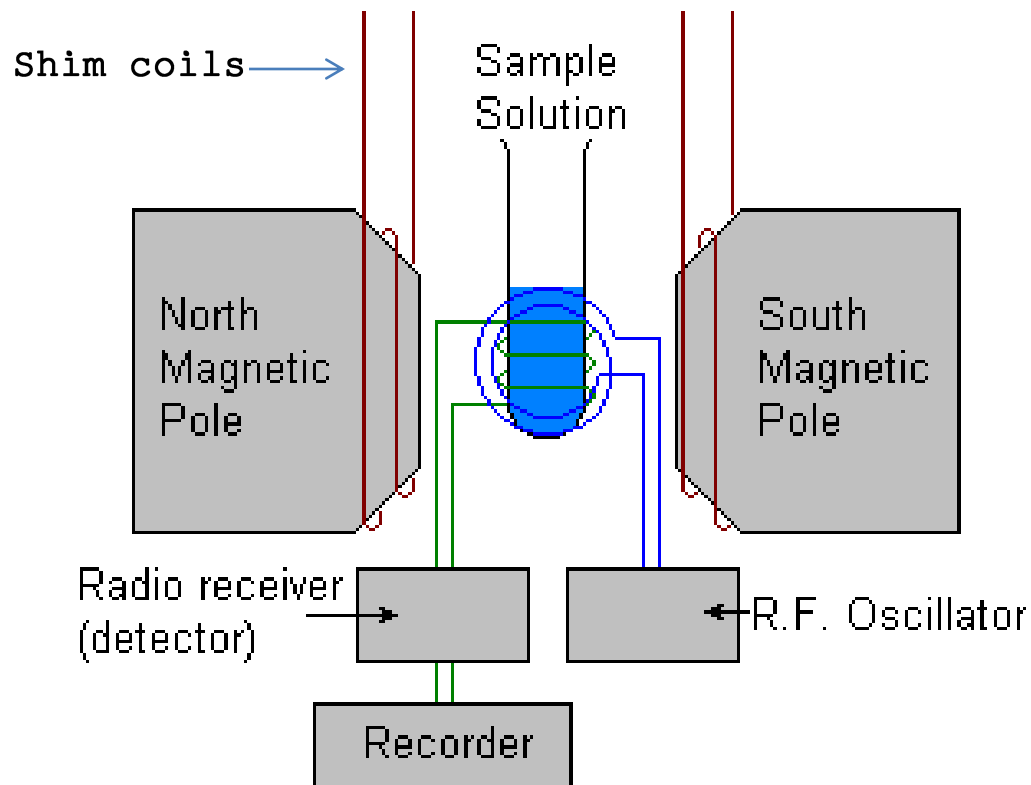 Shim coils
Sample
Solution
North
Magnetic
Pole
South
Magnetic
Pole
Radio receiver
(detector)
R.F. Oscillator
Recorder